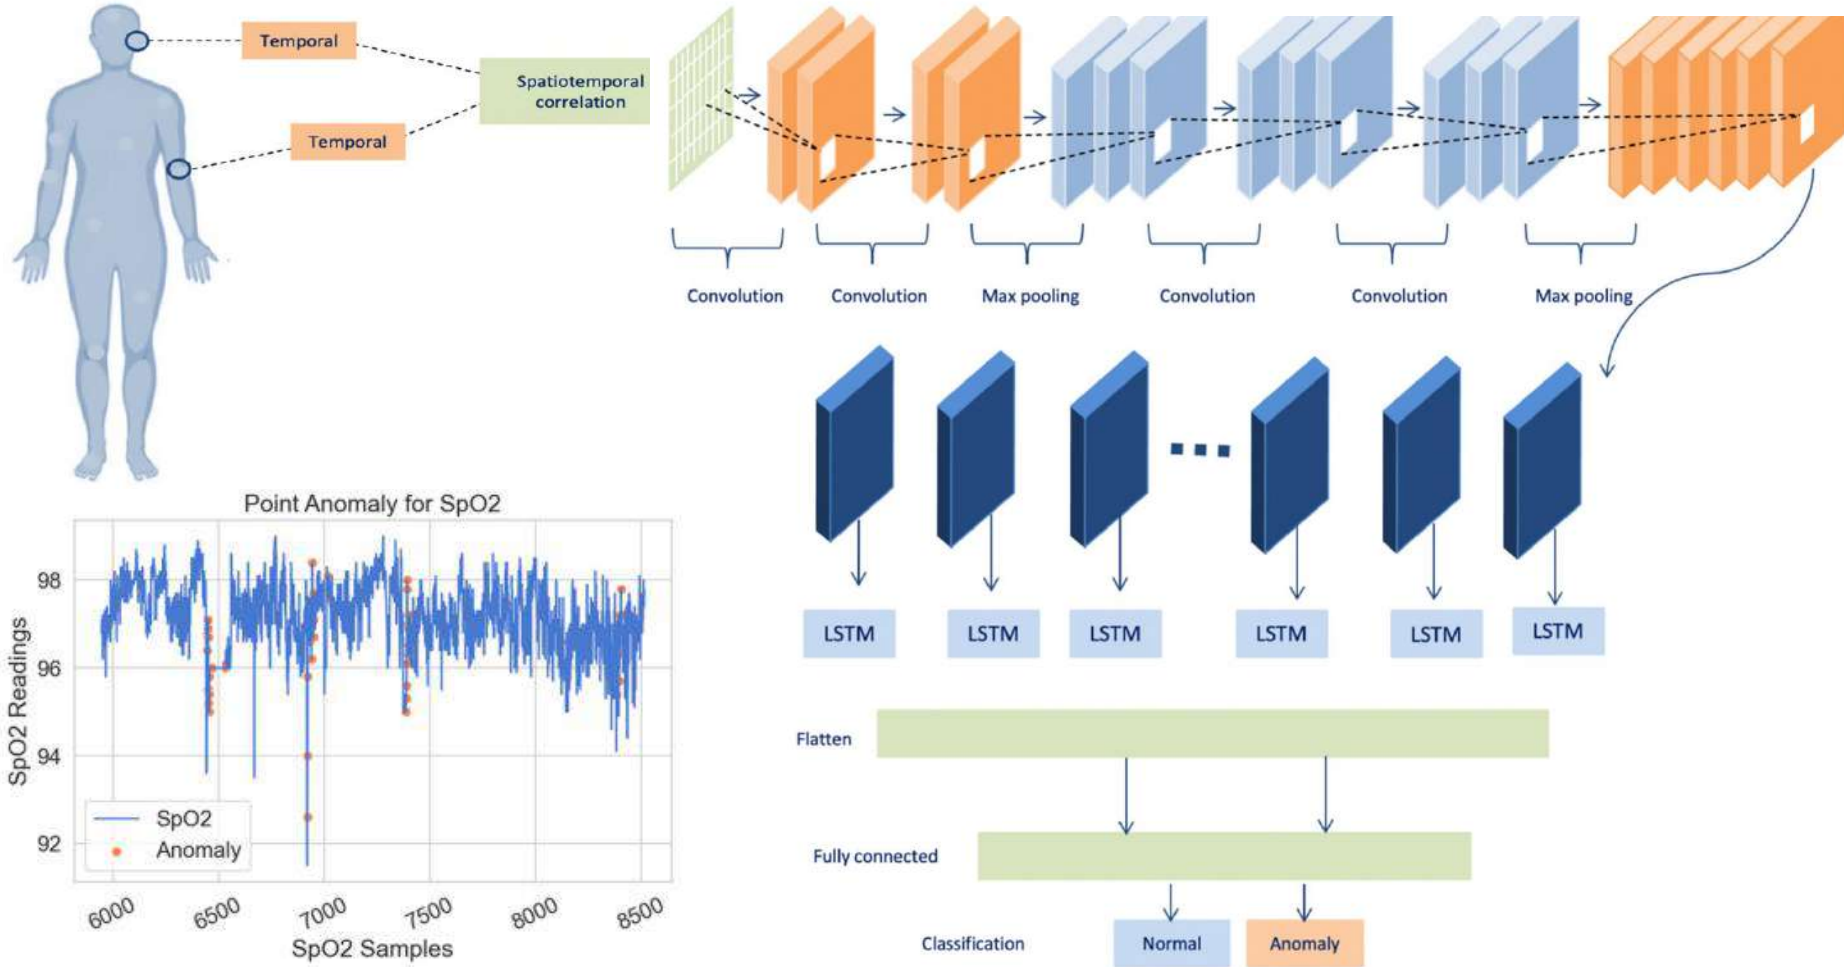 Temporal
Temporal
Spatiotemporal
correlation
Convolution
Convolution
Max pooling
Convolution
Convolution
Max pooling
LSTM
LSTM
LSTM
LSTM
LSTM
LSTM
Flatten
Fully connected
Classification
Normal
Anomaly
Point Anomaly for SpO2
SpO2 Readings
98
96
94
92
SpO2
Anomaly
6000
6500
7000
7500
8000
8500
SpO2 Samples